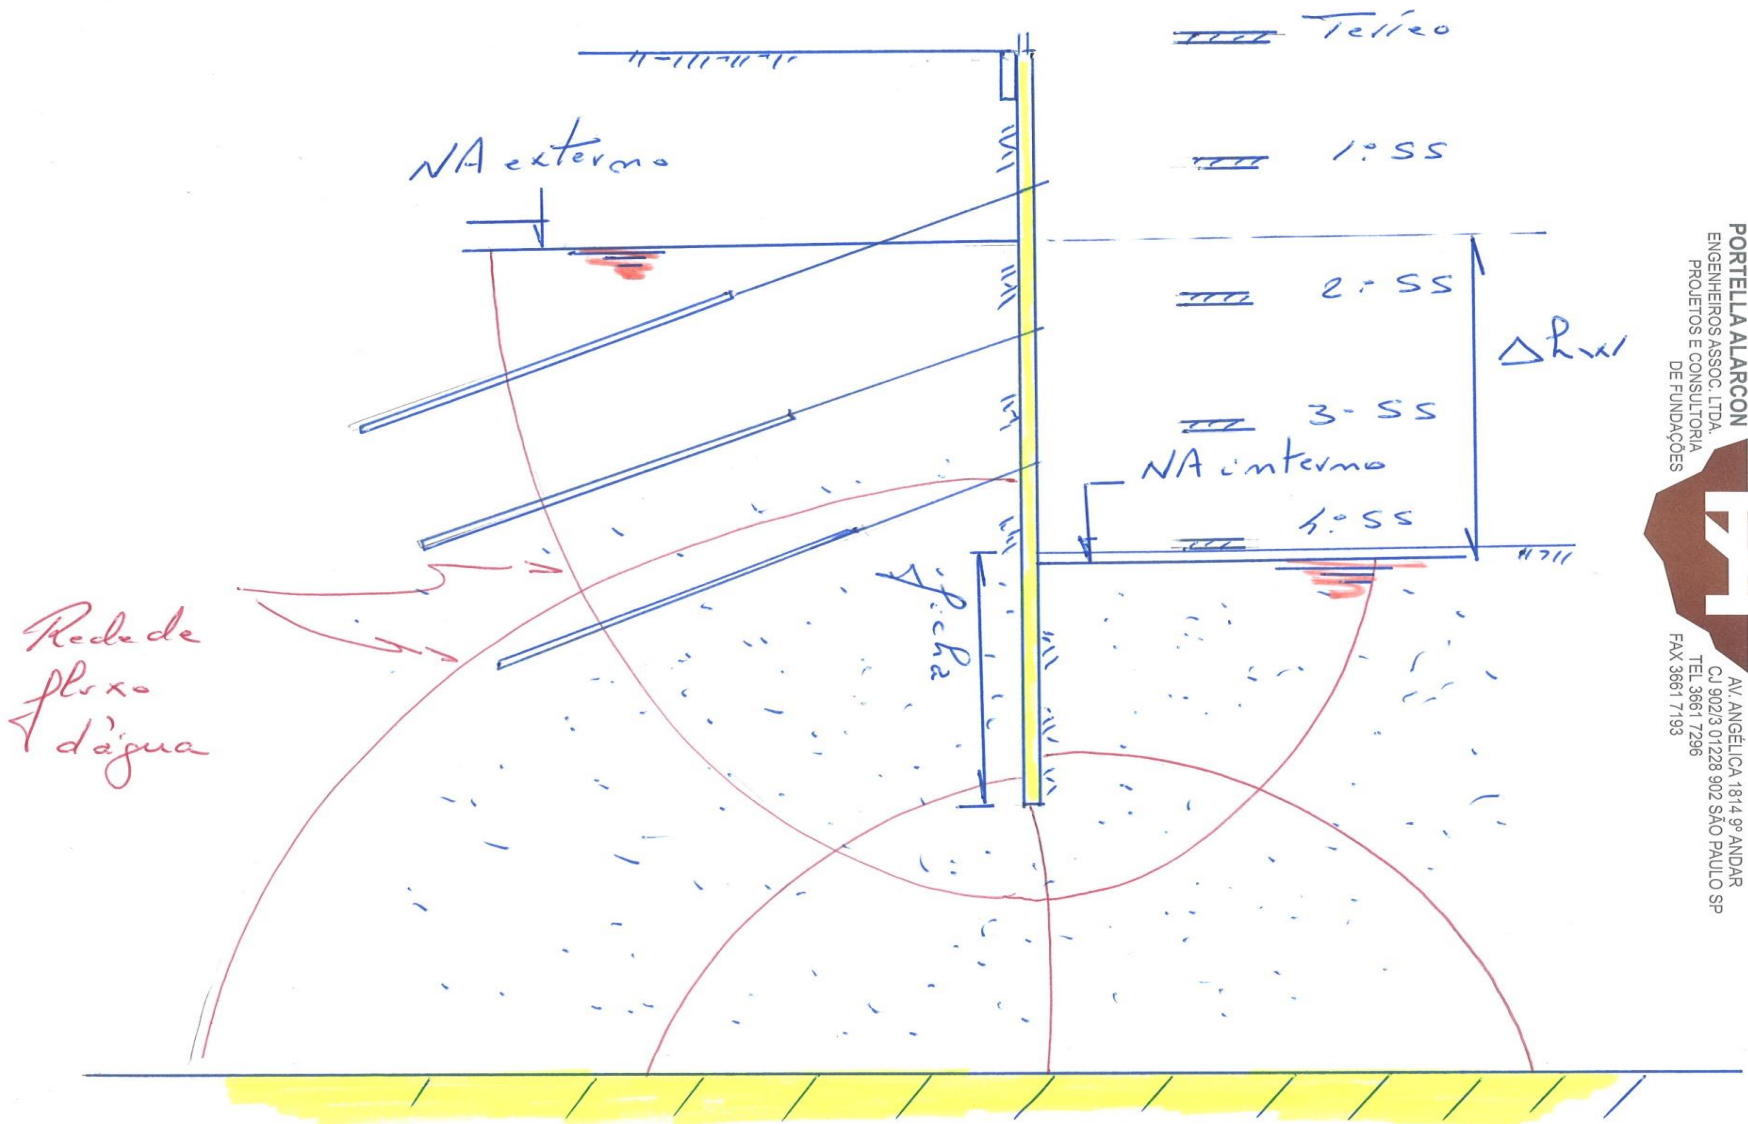 Térreo
NA externo
1º SS
2º SS
Δhw
3º SS
NA interno
4º SS
Δficha
Rede de
fluxo
d'água
PORTELLA ALARCON
ENGENHEIROS ASSOC. LTDA.
PROJETOS E CONSULTORIA
DE FUNDAÇÕES
AV. ANGÉLICA 1814 9º ANDAR
CJ 902/3 01228 902 SÃO PAULO SP
TEL 3661 7296
FAX 3661 7193